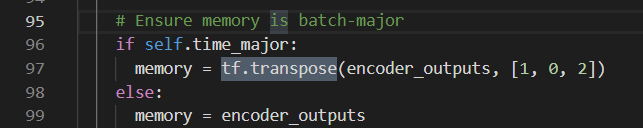 95 # Ensure memory is batch-major
96 if self.time_major:
97 memory = tf.transpose(encoder_outputs, [1, 0, 2])
98 else:
99 memory = encoder_outputs